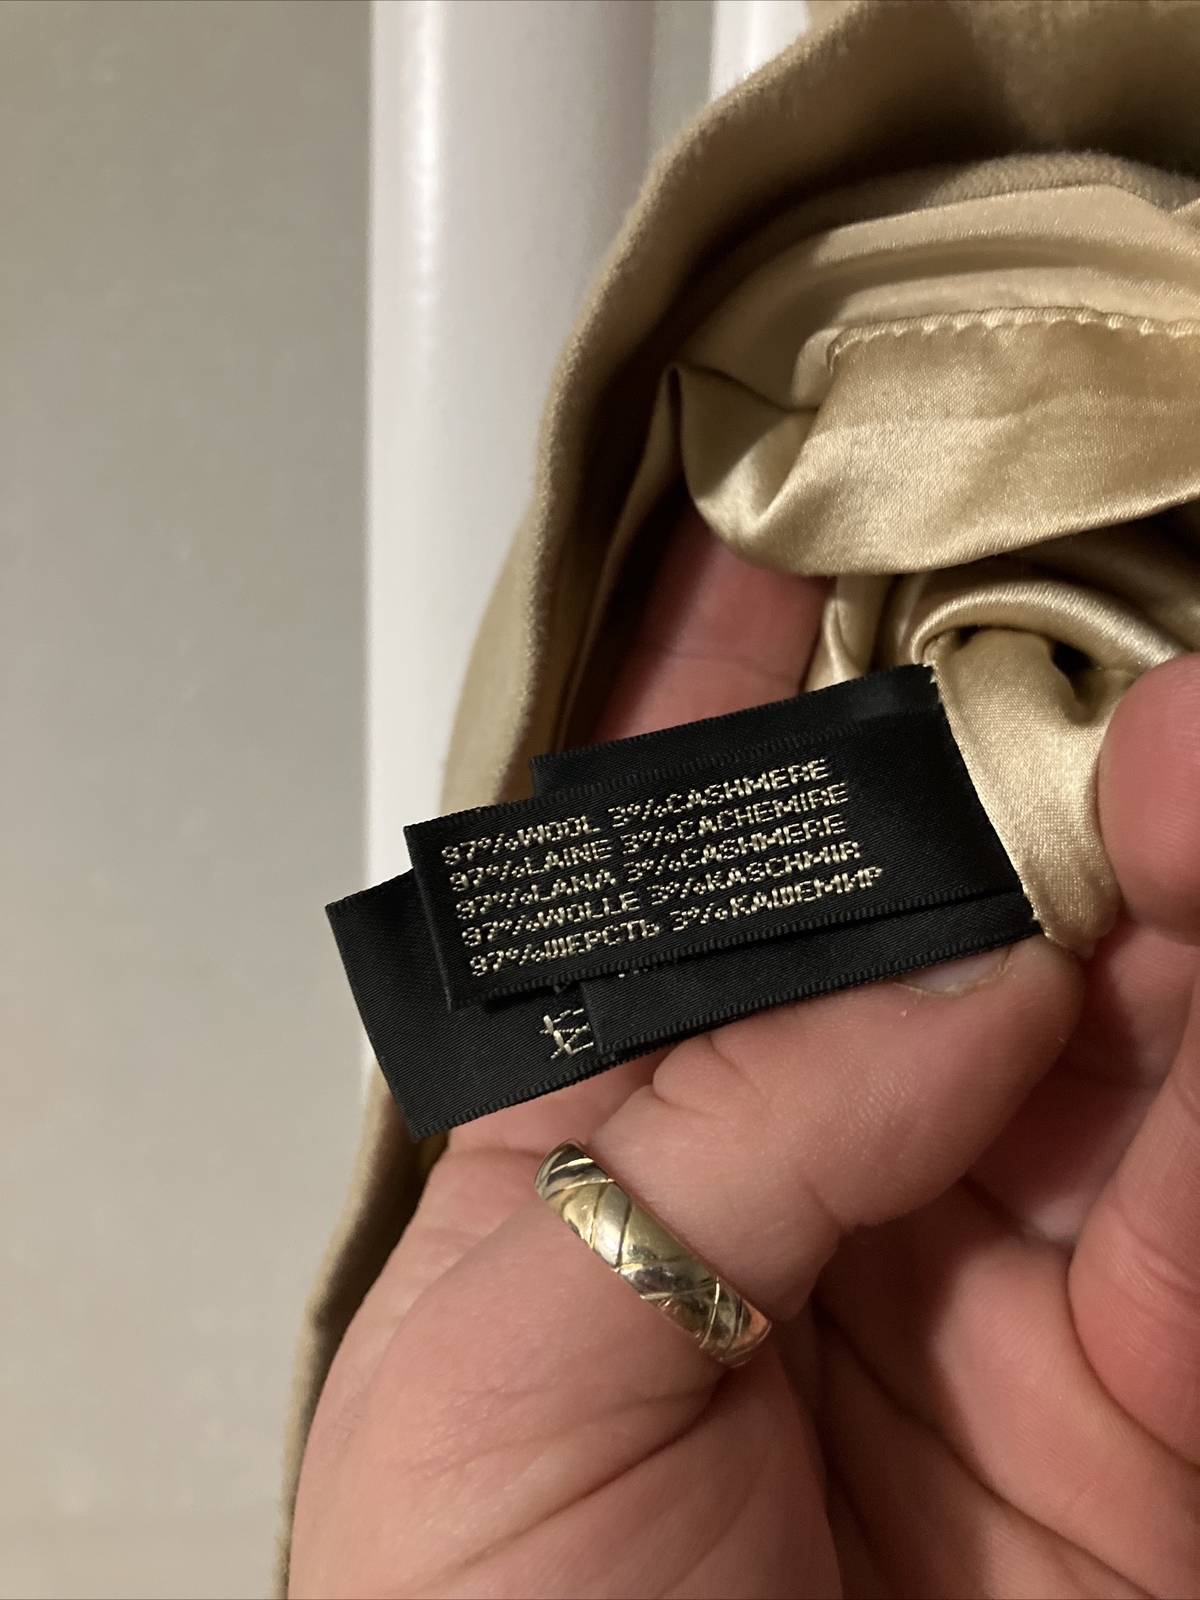 97%WOOL 3%CASHMERE
97%LAINE 3%CACHEMIRE
97%LANA 3%CASHMERE
97%WOLLE 3%KASCHMIR
97%ШЕРСТЬ 3%КАШЕМИР